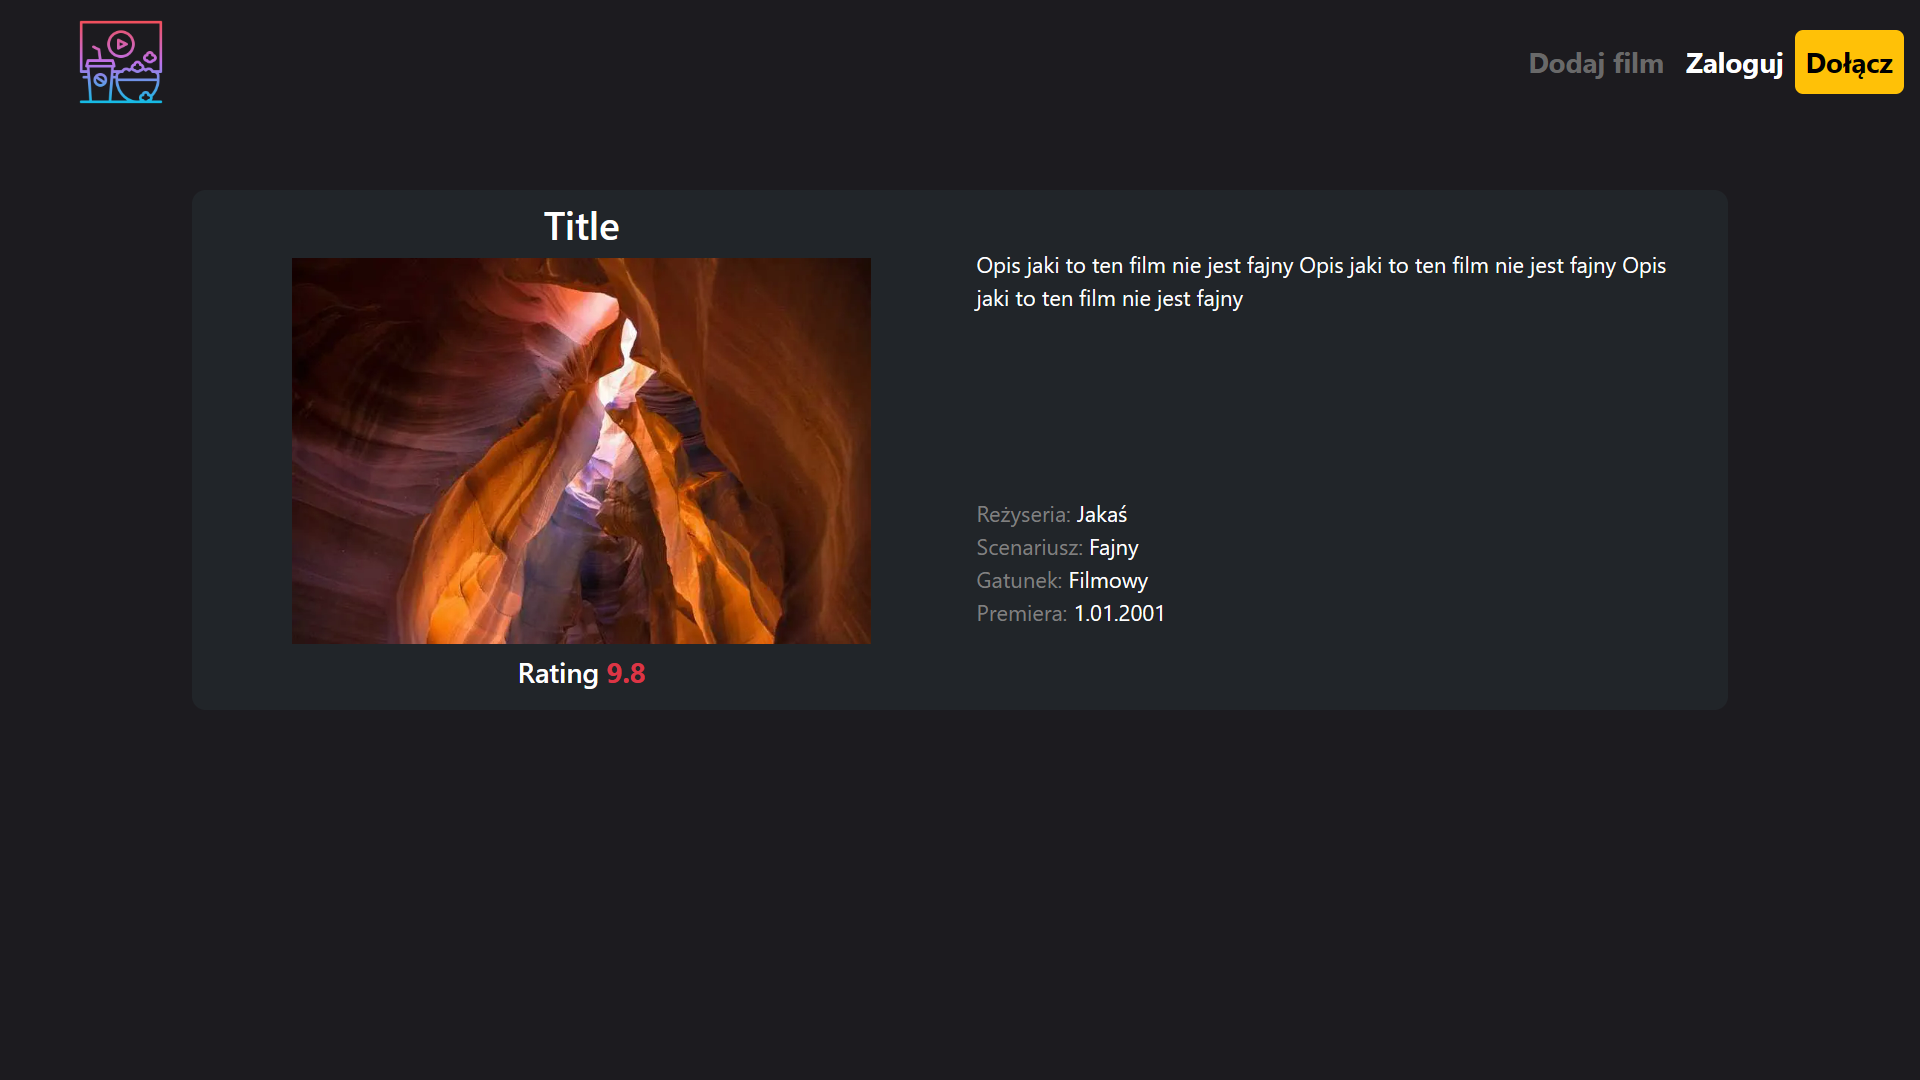 Dodaj film Zaloguj Dołącz
Title
Opis jaki to ten film nie jest fajny Opis jaki to ten film nie jest fajny Opis
jaki to ten film nie jest fajny
Reżyseria: Jakaś
Scenariusz: Fajny
Gatunek: Filmowy
Premiera: 1.01.2001
Rating 9.8